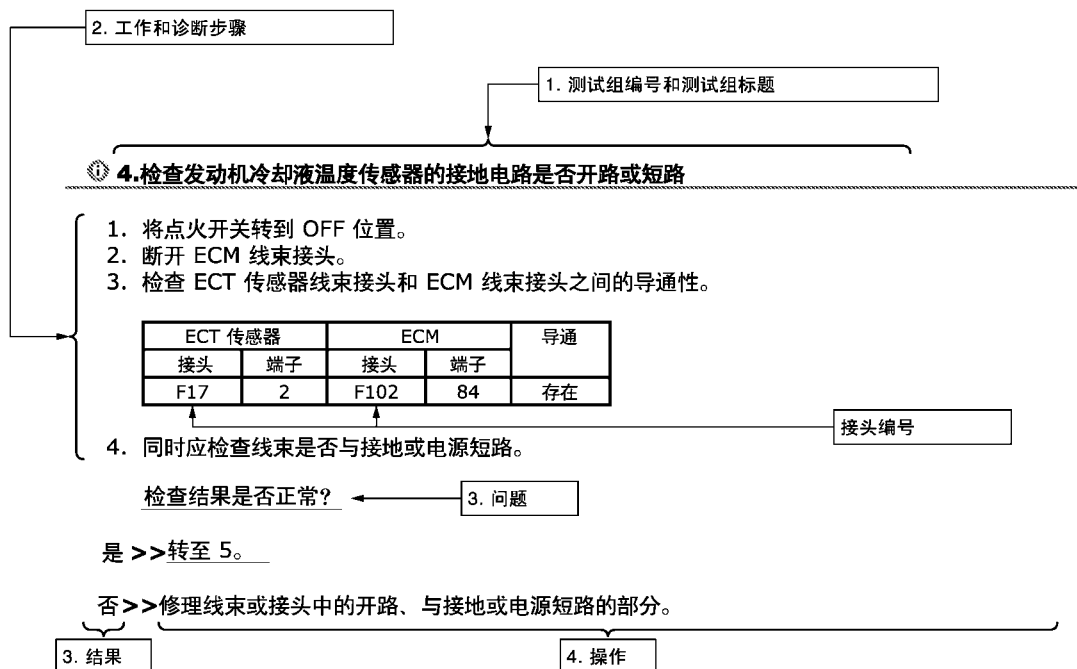 2. 工作和诊断步骤
1. 测试组编号和测试组标题
4.检查发动机冷却液温度传感器的接地电路是否开路或短路
1. 将点火开关转到 OFF 位置。
2. 断开 ECM 线束接头。
3. 检查 ECT 传感器线束接头和 ECM 线束接头之间的导通性。
ECT 传感器 ECM 导通
接头 端子 接头 端子
F17 2 F102 84 存在
接头编号
4. 同时应检查线束是否与接地或电源短路。
检查结果是否正常?
3. 问题
是 >>转至 5。
否>>修理线束或接头中的开路、与接地或电源短路的部分。
3. 结果
4. 操作